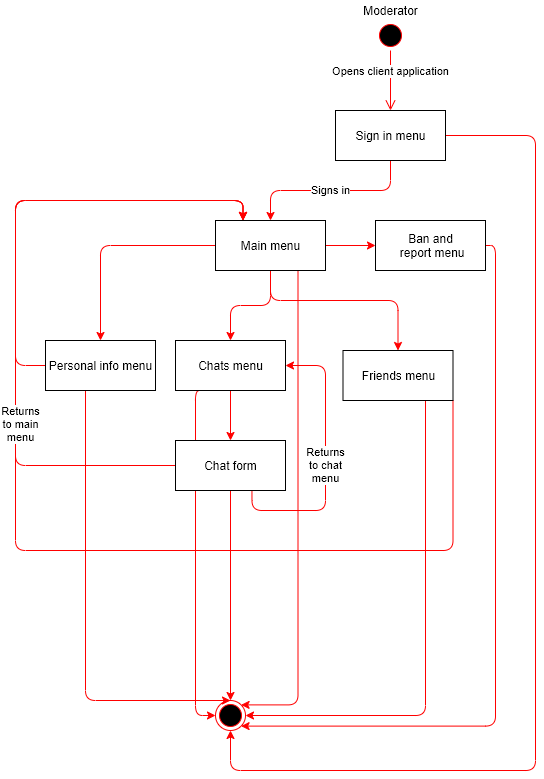 Moderator
Opens client application
Sign in menu
Signs in
Main menu
Ban and
report menu
Personal info menu
Chats menu
Friends menu
Returns
to main
menu
Chat form
Returns
to chat
menu